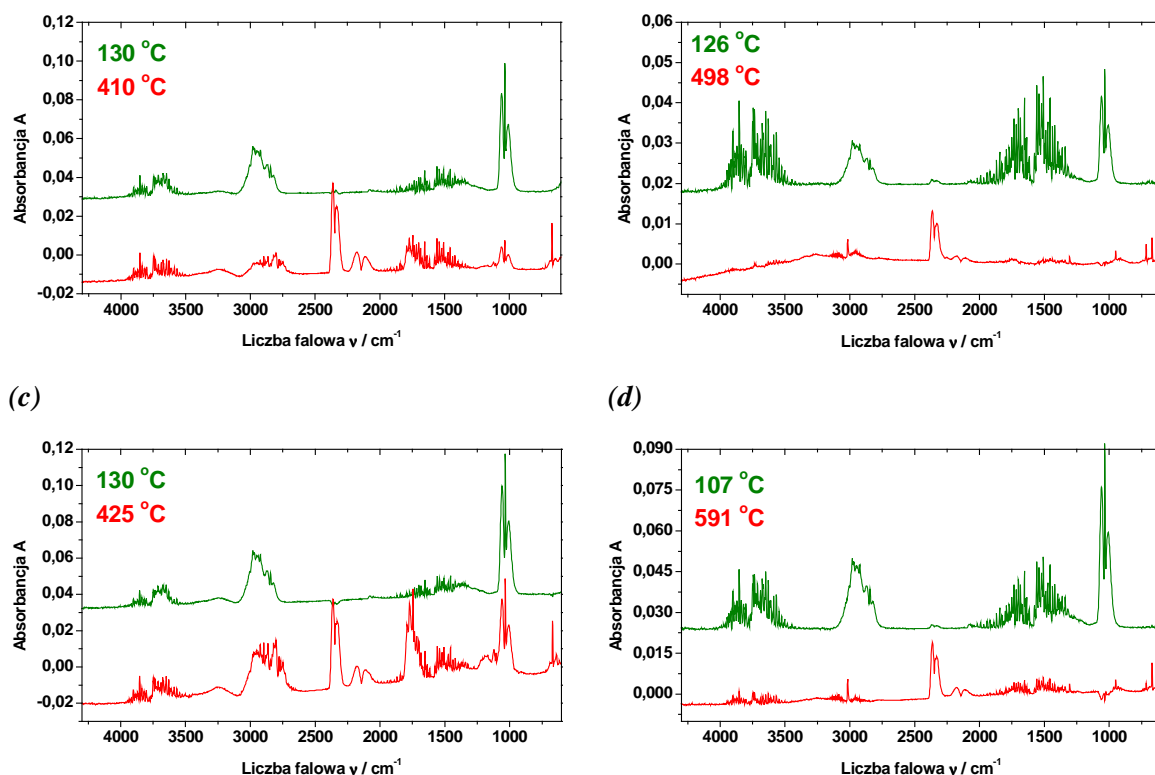 0,12
0,10
0,08
0,06
0,04
0,02
0,00
-0,02
Absorbancja A
130 °C
410 °C
4000 3500 3000 2500 2000 1500 1000
Liczba falowa ν / cm⁻¹
0,06
0,05
0,04
0,03
0,02
0,01
0,00
Absorbancja A
126 °C
498 °C
4000 3500 3000 2500 2000 1500 1000
Liczba falowa ν / cm⁻¹
(c)
(d)
0,12
0,10
0,08
0,06
0,04
0,02
0,00
-0,02
Absorbancja A
130 °C
425 °C
4000 3500 3000 2500 2000 1500 1000
Liczba falowa ν / cm⁻¹
0,090
0,075
0,060
0,045
0,030
0,015
0,000
Absorbancja A
107 °C
591 °C
4000 3500 3000 2500 2000 1500 1000
Liczba falowa ν / cm⁻¹